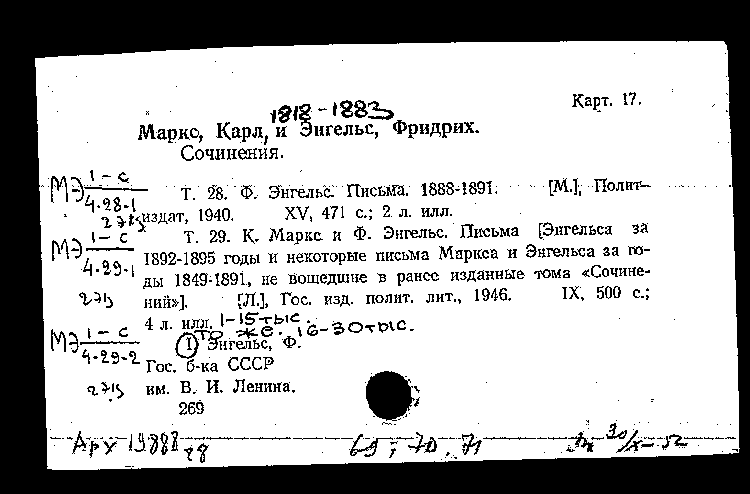 Карт. 17.
1818-1883
Маркс, Карл, и Энгельс, Фридрих.
Сочинения.
МЭ 1-с
4-28-1
Т. 28. Ф. Энгельс. Письма. 1888-1891. [М.], Полит-
издат, 1940. XV, 471 с.; 2 л. илл.
МЭ 1-с
4-29-1
Т. 29. К. Маркс и Ф. Энгельс. Письма [Энгельса за
1892-1895 годы и некоторые письма Маркса и Энгельса за го-
ды 1849-1891, не вошедшие в ранее изданные тома «Сочине-
ний»]. [Л.], Гос. изд. полит. лит., 1946. IX, 500 с.;
4 л. илл. 1-15 тыс.
то же. 16-30 тыс.
МЭ 1-с
4-29-2
I Энгельс, Ф.
Гос. б-ка СССР
им. В. И. Ленина.
269
69, 70, 71